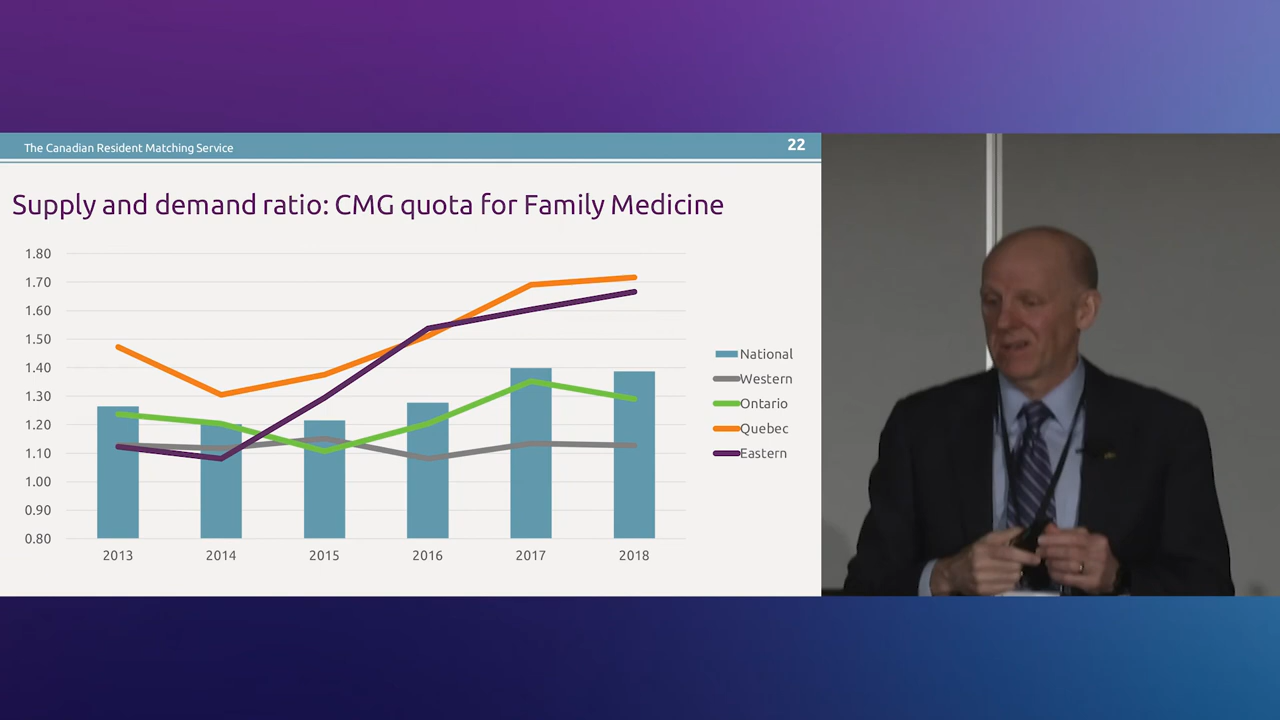 The Canadian Resident Matching Service
22
Supply and demand ratio: CMG quota for Family Medicine
1.80
1.70
1.60
1.50
1.40
1.30
1.20
1.10
1.00
0.90
0.80
2013 2014 2015 2016 2017 2018
National
Western
Ontario
Quebec
Eastern